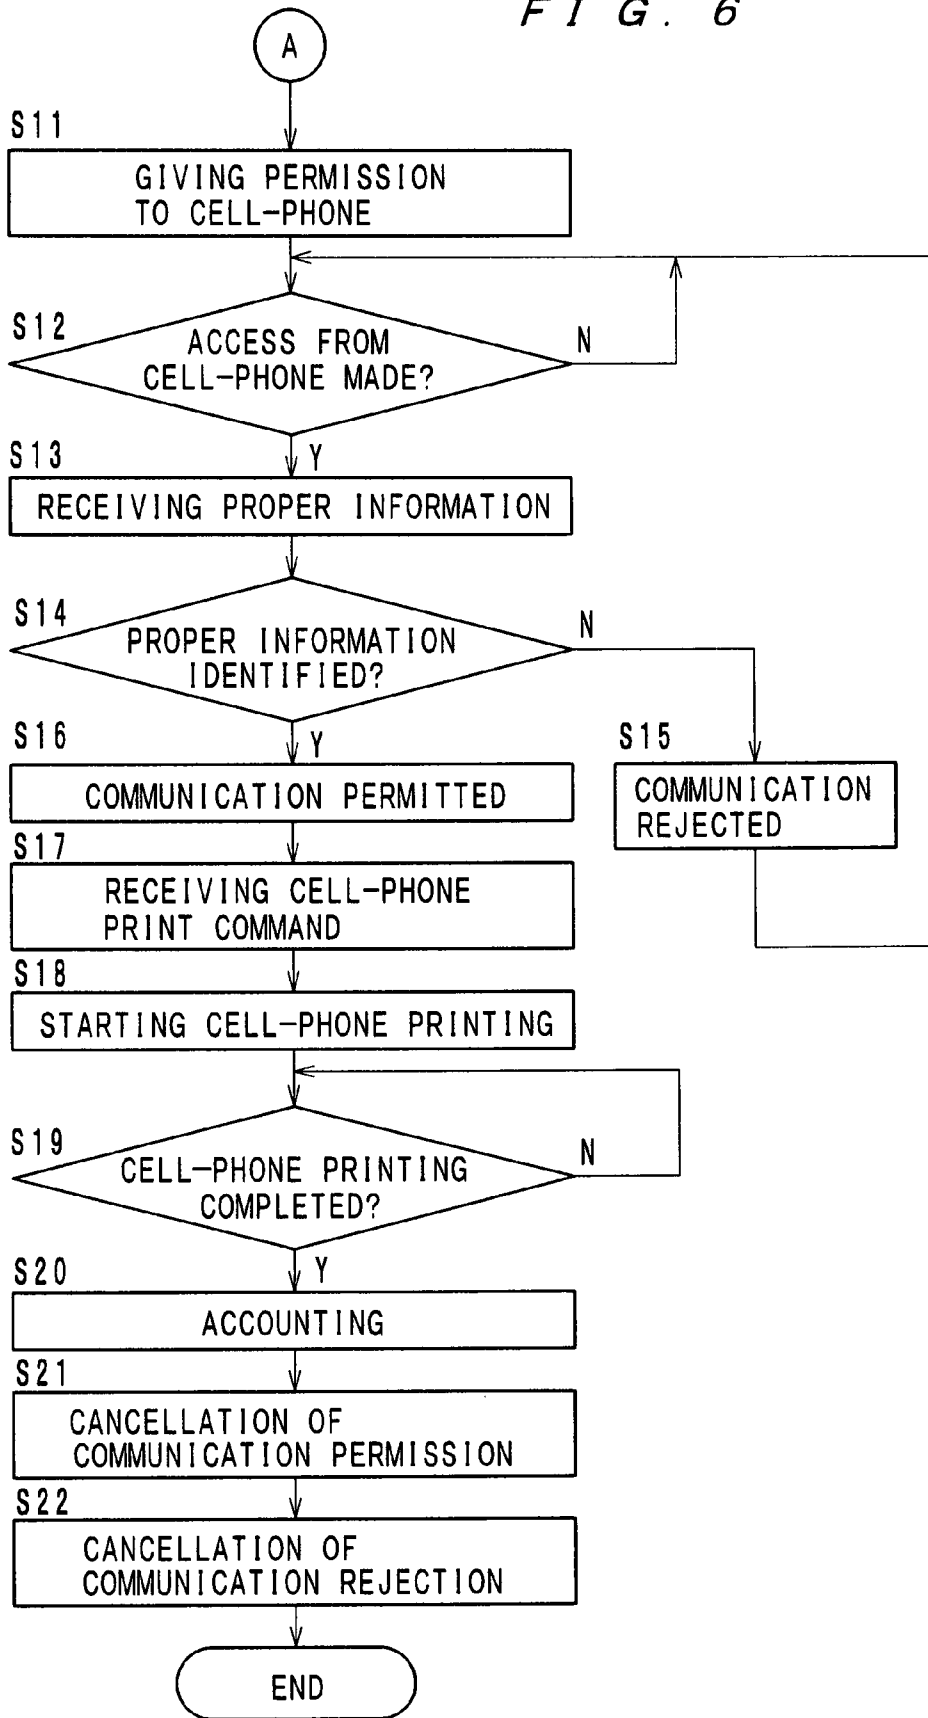 FIG. 6
A
S11
GIVING PERMISSION
TO CELL-PHONE
S12
ACCESS FROM
CELL-PHONE MADE?
N
Y
S13
RECEIVING PROPER INFORMATION
S14
PROPER INFORMATION
IDENTIFIED?
N
Y
S15
COMMUNICATION
REJECTED
S16
COMMUNICATION PERMITTED
S17
RECEIVING CELL-PHONE
PRINT COMMAND
S18
STARTING CELL-PHONE PRINTING
S19
CELL-PHONE PRINTING
COMPLETED?
N
Y
S20
ACCOUNTING
S21
CANCELLATION OF
COMMUNICATION PERMISSION
S22
CANCELLATION OF
COMMUNICATION REJECTION
END